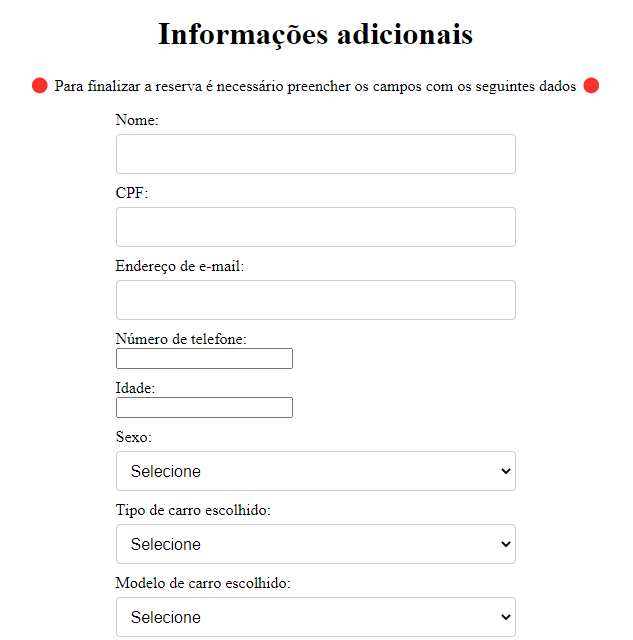 Informações adicionais
Para finalizar a reserva é necessário preencher os campos com os seguintes dados
Nome:
CPF:
Endereço de e-mail:
Número de telefone:
Idade:
Sexo:
Selecione
Tipo de carro escolhido:
Selecione
Modelo de carro escolhido:
Selecione